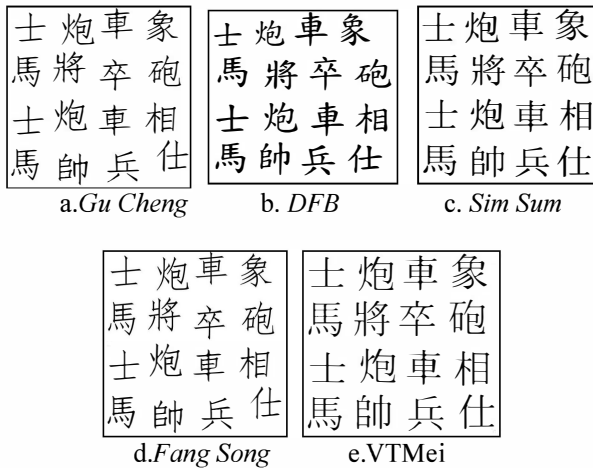 士 炮 車 象
馬 將 卒 砲
士 炮 車 相
馬 帥 兵 仕
a.Gu Cheng
士 炮 車 象
馬 將 卒 砲
士 炮 車 相
馬 帥 兵 仕
b. DFB
士 炮 車 象
馬 將 卒 砲
士 炮 車 相
馬 帥 兵 仕
c. Sim Sum
士 炮 車 象
馬 將 卒 砲
士 炮 車 相
馬 帥 兵 仕
d.Fang Song
士 炮 車 象
馬 將 卒 砲
士 炮 車 相
馬 帥 兵 仕
e.VTMei